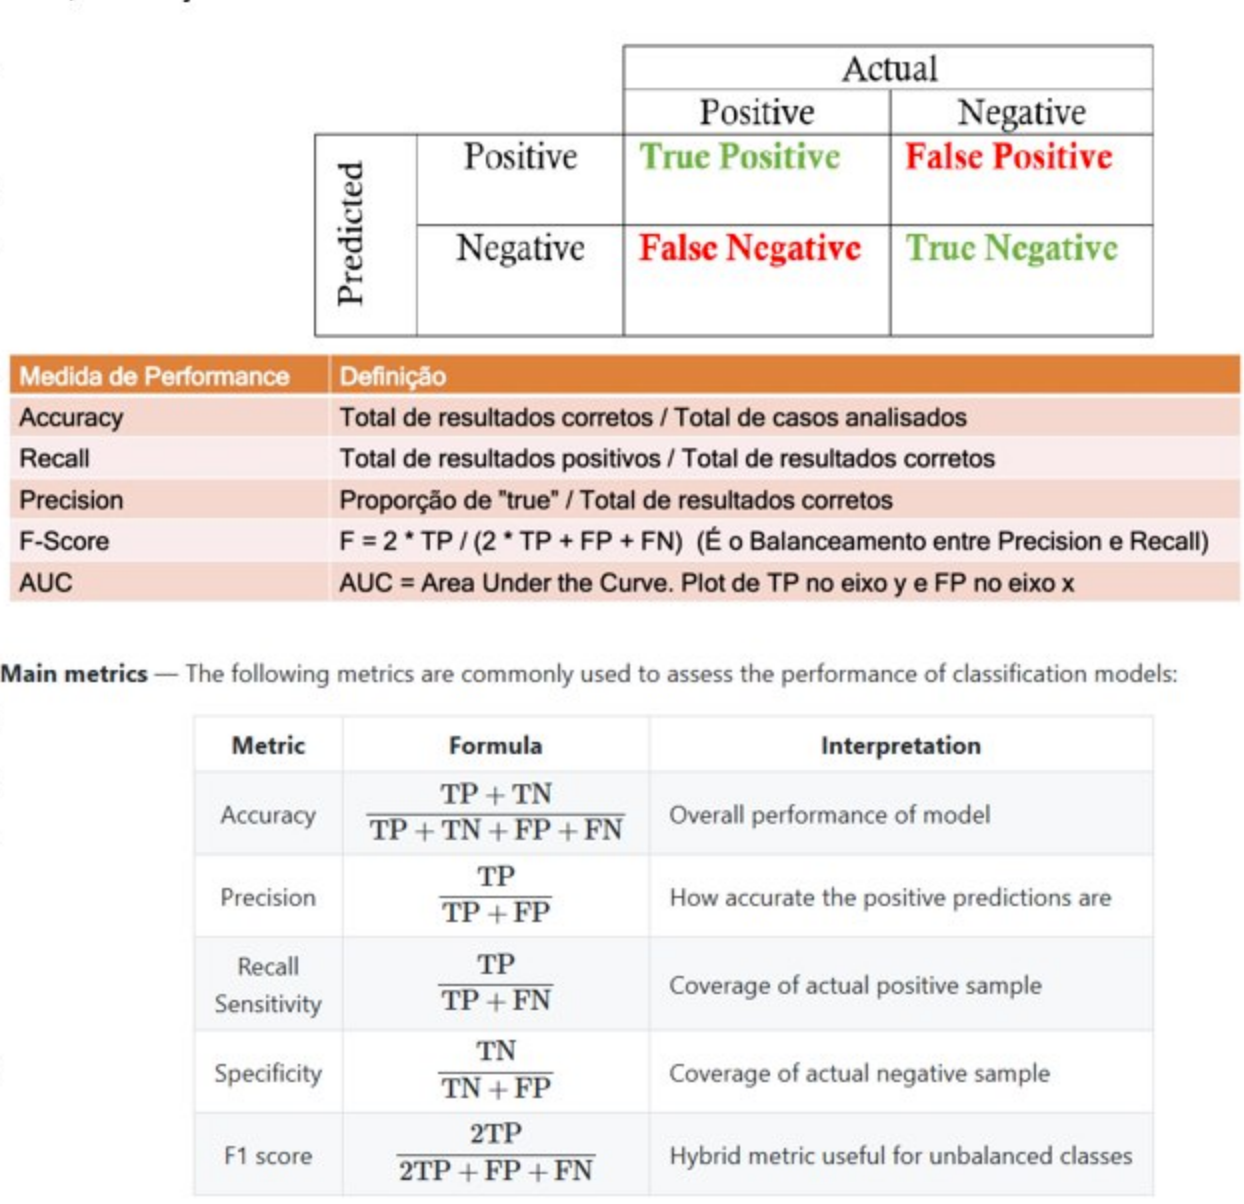 Actual
Positive Negative
Predicted
Positive True Positive False Positive
Negative False Negative True Negative
Medida de Performance Definição
Accuracy Total de resultados corretos / Total de casos analisados
Recall Total de resultados positivos / Total de resultados corretos
Precision Proporção de "true" / Total de resultados corretos
F-Score F = 2 * TP / (2 * TP + FP + FN) (É o Balanceamento entre Precision e Recall)
AUC AUC = Area Under the Curve. Plot de TP no eixo y e FP no eixo x
Main metrics — The following metrics are commonly used to assess the performance of classification models:
Metric Formula Interpretation
Accuracy
TP + TN
TP + TN + FP + FN
Overall performance of model
Precision
TP
TP + FP
How accurate the positive predictions are
Recall
Sensitivity
TP
TP + FN
Coverage of actual positive sample
Specificity
TN
TN + FP
Coverage of actual negative sample
F1 score
2TP
2TP + FP + FN
Hybrid metric useful for unbalanced classes